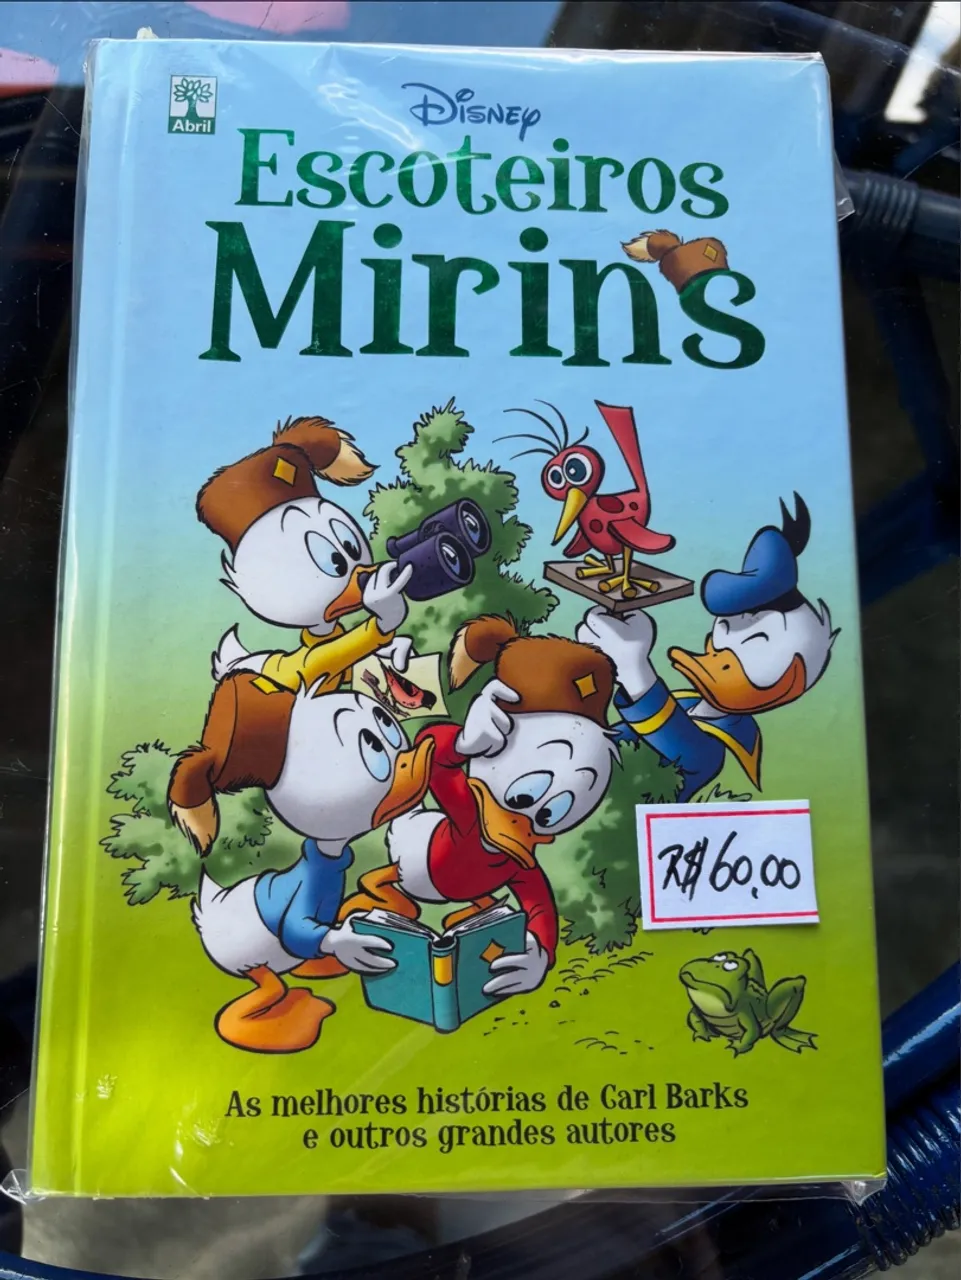 Abril
Disney
Escoteiros
Mirins
R$ 60,00
As melhores histórias de Carl Barks
e outros grandes autores